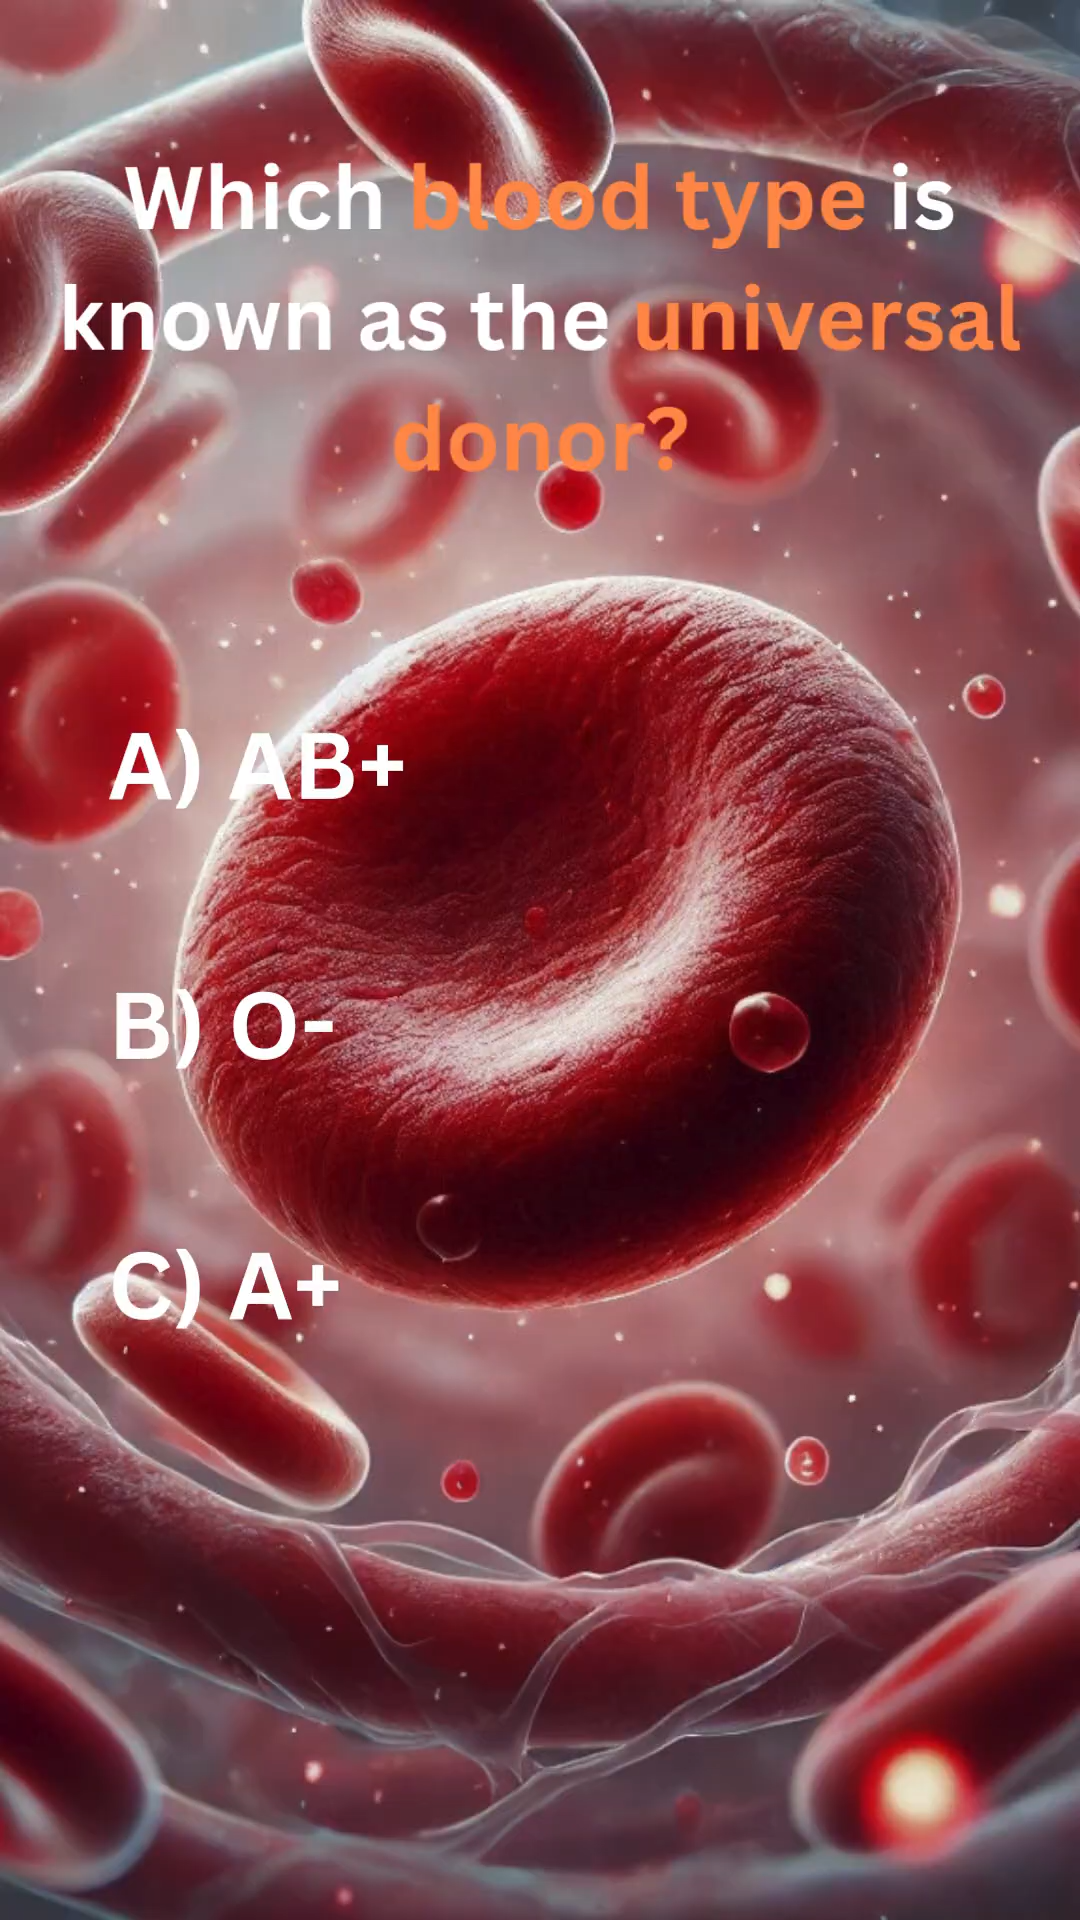 Which blood type is
known as the universal
donor?
A) AB+
B) O-
C) A+